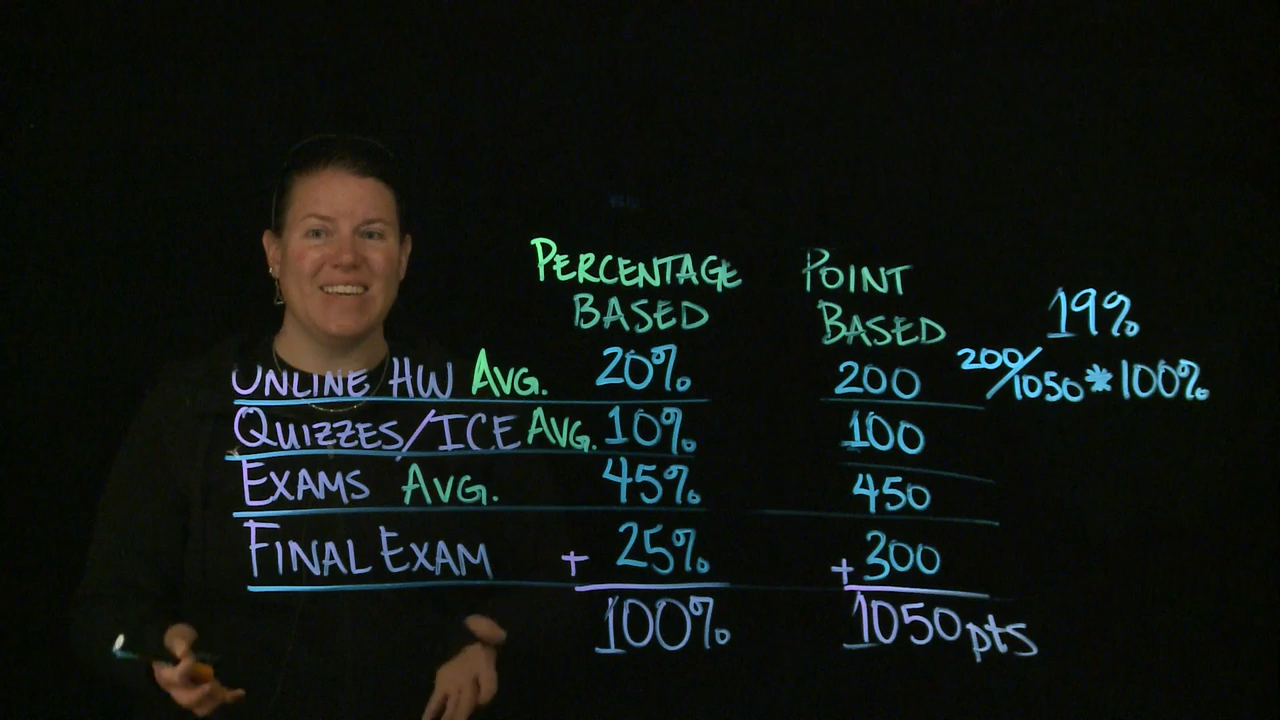 PERCENTAGE BASED
POINT BASED
19%
200/1050 * 100%
ONLINE HW AVG. 20% 200
QUIZZES/ICE AVG. 10% 100
EXAMS AVG. 45% 450
FINAL EXAM + 25% + 300
100% 1050 pts